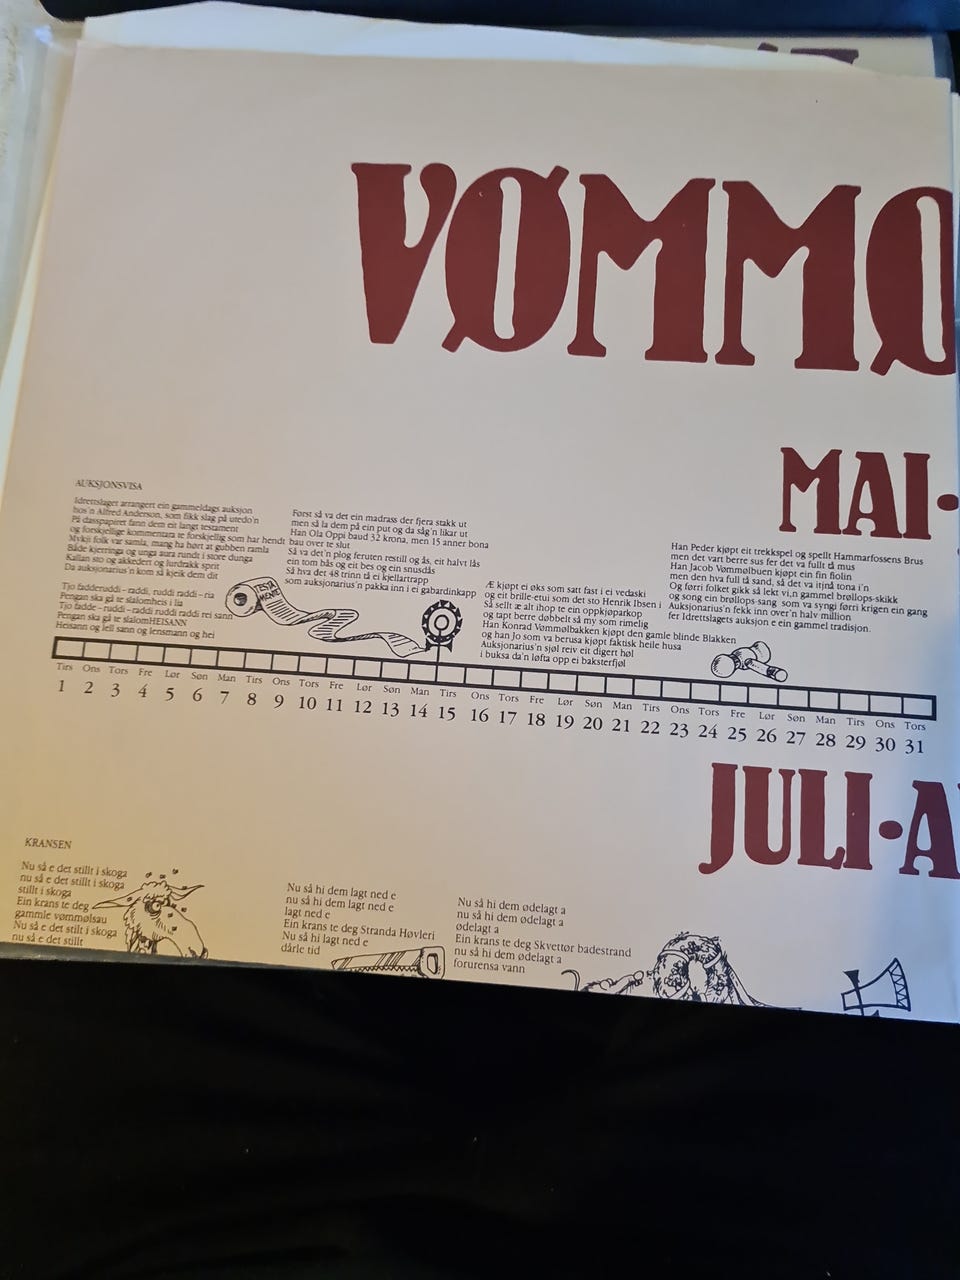 VØMMØ
MAI-
AUKSJONSVISA
Idrettslaget arrangert ein gammeldags auksjon
hos'n Alfred Anderson, som fikk slag på utedo'n
På dasspapiret fann dem eit langt testament
og forskjellige kommentara te forskjellig som har hendt
Mykji folk var samla, mang ha hørt at gubben ramla
Både kjerringa og unga aura rundt i store dunga
Kallan sto og akkedert og lurdrakk sprit
Da auksjonarius'n kom så kjeik dem dit
Tjo fadderuddi - raddi, ruddi raddi - ria
Pengan ska gå te slalomheis i lia
Tjo fadde - ruddi - raddi ruddi raddi rei sann
Pengan ska gå te slalomHEISANN
Heisann og lell sann og lensmann og hei
TESTA
MENTE
Først så va det ein madrass der fjera stakk ut
men så la dem på ein put og da såg'n likar ut
Han Ola Oppi baud 32 krona, men 15 anner bona
bau over te slut
Så va det'n plog feruten restill og ås, eit halvt lås
ein tom bås og eit bes og ein snusdås
Så hva det 48 trinn tå ei kjellartrapp
som auksjonarius'n pakka inn i ei gabardinkapp
Æ kjøpt ei øks som satt fast i ei vedaski
og eit brille-etui som det sto Henrik Ibsen i
Så sellt æ alt ihop te ein oppkjøparkop
og tapt berre døbbelt så my som rimelig
Han Konrad Vømmølbakken kjøpt den gamle blinde Blakken
og han Jo som va berusa kjøpt faktisk heile husa
Auksjonarius'n sjøl reiv eit digert høl
i buksa da'n løfta opp ei baksterfjøl
Han Peder kjøpt eit trekkspel og spellt Hammarfossens Brus
men det vart berre sus fer det va fullt tå mus
Han Jacob Vømmølbuen kjøpt ein fin fiolin
men den hva full tå sand, så det va itjnå tona i'n
Og førri folket gikk så lekt vi,n gammel brøllops-skikk
og song ein brøllops-sang som va syngi førri krigen ein gang
Auksjonarius'n fekk inn over'n halv million
fer Idrettslagets auksjon e ein gammel tradisjon.
Tirs Ons Tors Fre Lør Søn Man Tirs Ons Tors Fre Lør Søn Man Tirs Ons Tors Fre Lør Søn Man Tirs Ons Tors Fre Lør Søn Man Tirs Ons Tors
1 2 3 4 5 6 7 8 9 10 11 12 13 14 15 16 17 18 19 20 21 22 23 24 25 26 27 28 29 30 31
JULI-A
KRANSEN
Nu så e det stillt i skoga
nu så e det stillt i skoga
stillt i skoga
Ein krans te deg
gammle vømmølsau
Nu så e det stilt i skoga
nu så e det stillt
Nu så hi dem lagt ned e
nu så hi dem lagt ned e
lagt ned e
Ein krans te deg Stranda Høvleri
Nu så hi lagt ned e
dårle tid
Nu så hi dem ødelagt a
nu så hi dem ødelagt a
ødelagt a
Ein krans te deg Skvettør badestrand
nu så hi dem ødelagt a
forurensa vann